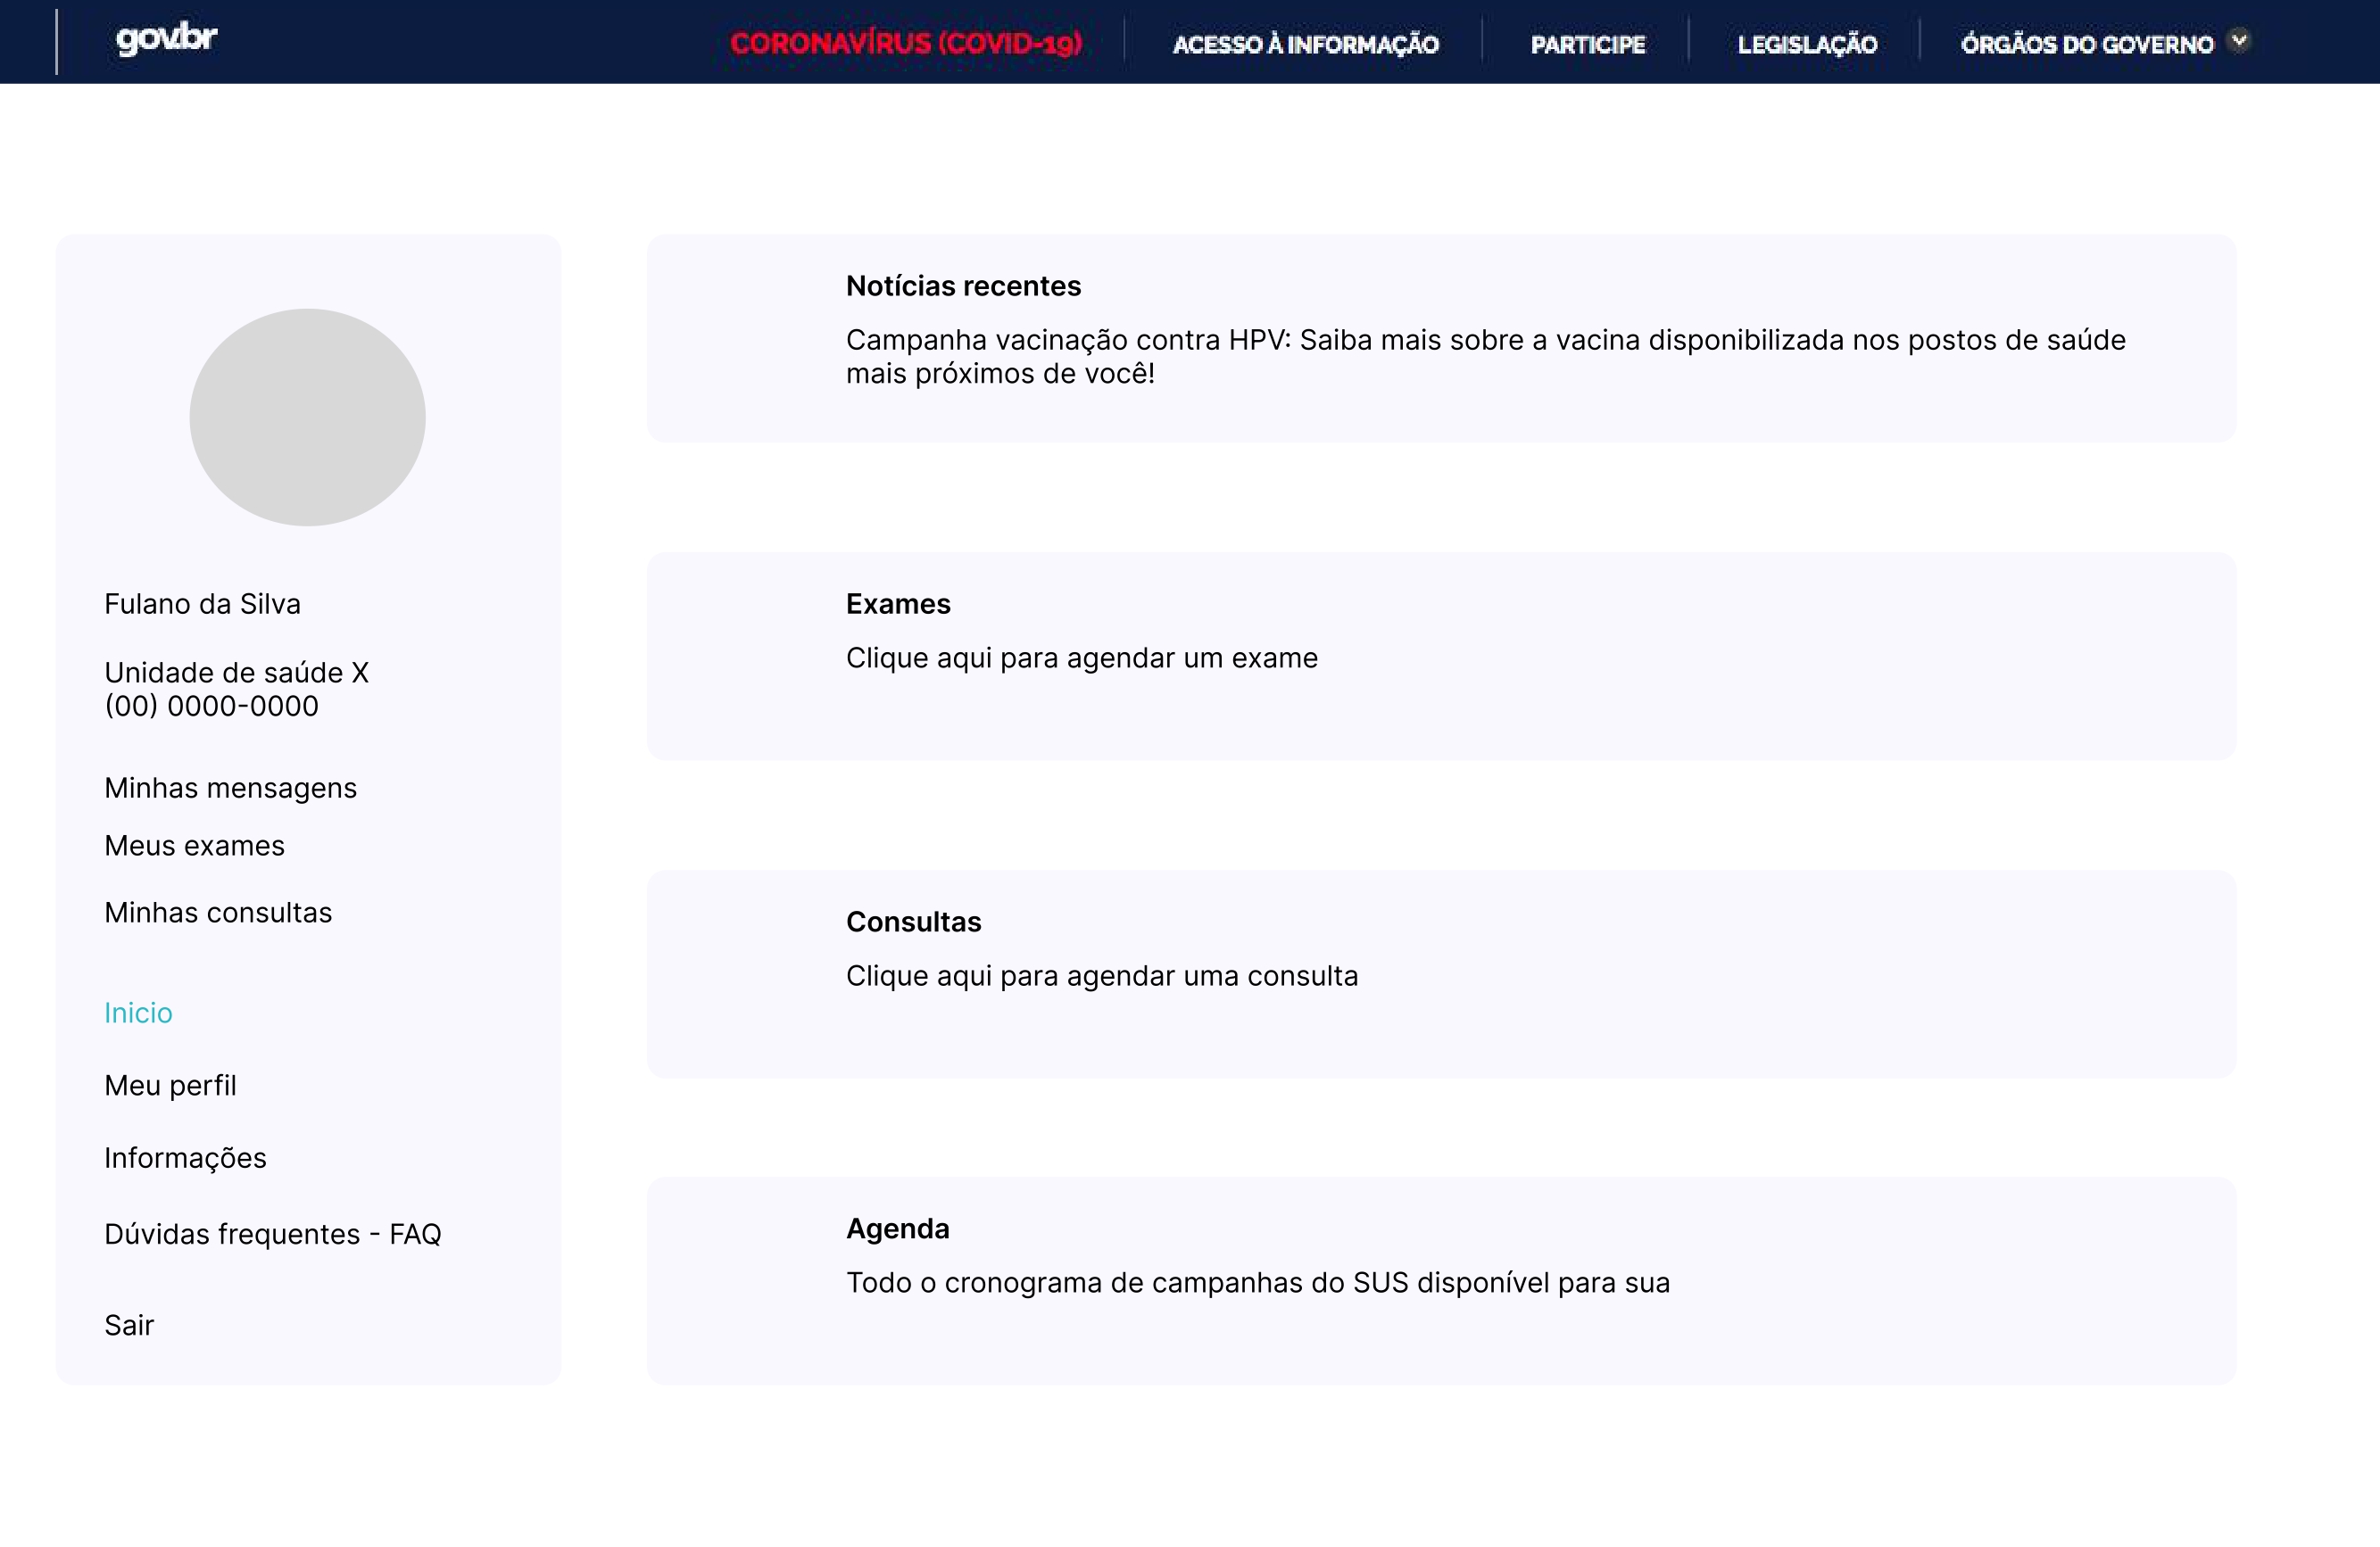 gov.br
CORONAVÍRUS (COVID-19)
ACESSO À INFORMAÇÃO
PARTICIPE
LEGISLAÇÃO
ÓRGÃOS DO GOVERNO
Fulano da Silva
Unidade de saúde X
(00) 0000-0000
Minhas mensagens
Meus exames
Minhas consultas
Inicio
Meu perfil
Informações
Dúvidas frequentes - FAQ
Sair
Notícias recentes
Campanha vacinação contra HPV: Saiba mais sobre a vacina disponibilizada nos postos de saúde
mais próximos de você!
Exames
Clique aqui para agendar um exame
Consultas
Clique aqui para agendar uma consulta
Agenda
Todo o cronograma de campanhas do SUS disponível para sua